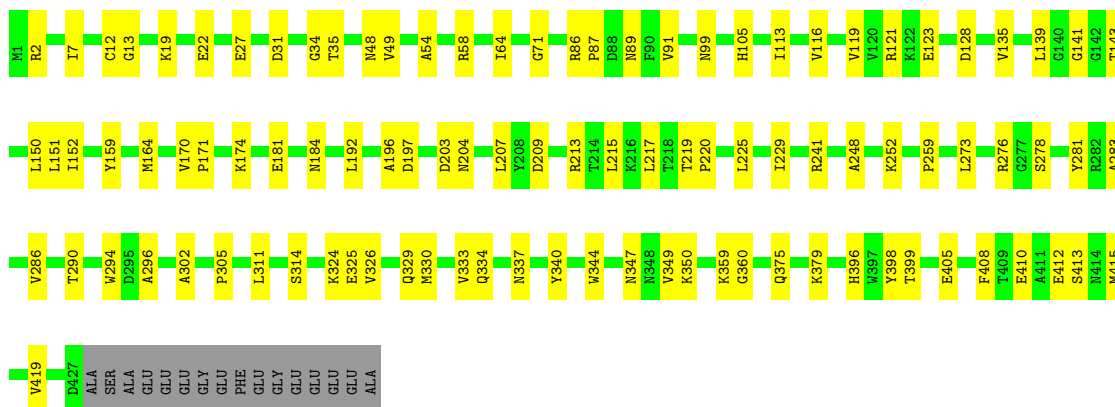 M1 R2 I7 C12 G13 K19 E22 E27 D31 G34 T35 N48 V49 A54 R58 I64 G71 R86 P87 D88 N89 F90 V91 N99 H105 I113 V116 V119 V120 R121 K122 E123 D128 V135 L139 G140 G141 G142 T143
L150 L151 I152 Y159 M164 V170 P171 K174 E181 N184 L192 A196 D197 D203 N204 L207 Y208 D209 R213 T214 L215 K216 L217 T218 T219 P220 L225 I229 R241 A248 K252 P259 L273 R276 G277 S278 Y281 R282 A283
V286 T290 W294 D295 A296 A302 P305 L311 S314 K324 E325 V326 Q329 M330 V333 Q334 N337 Y340 W344 N347 N348 V349 K350 K359 G360 Q375 K379 H396 W397 Y398 T399 E405 F408 T409 E410 A411 E412 S413 N414 M415
V419 D427 ALA SER ALA GLU GLU GLU GLY GLU PHE GLU GLY GLU GLU GLU GLU ALA